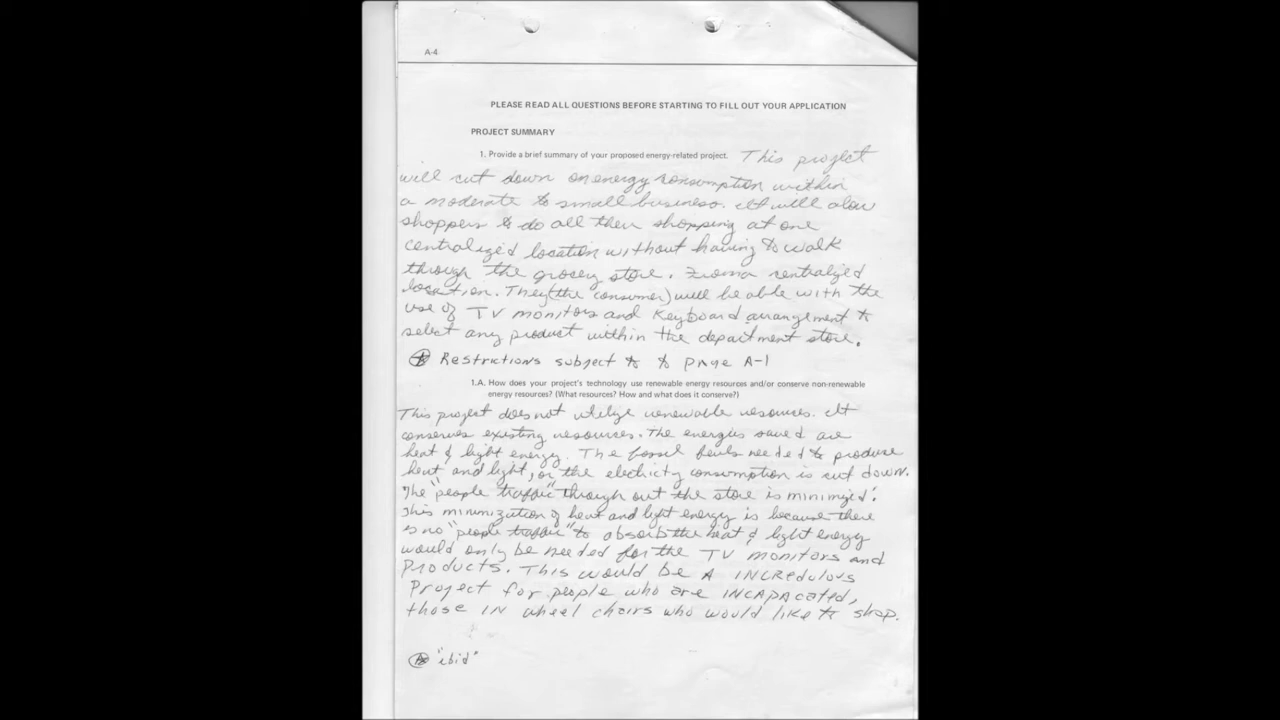 A-4
PLEASE READ ALL QUESTIONS BEFORE STARTING TO FILL OUT YOUR APPLICATION
PROJECT SUMMARY
1. Provide a brief summary of your proposed energy-related project. This project
will cut down on energy consumption within
a moderate to small business. It will alow
shoppers to do all their shopping at one
centralized location without having to walk
through the grocery store. From a centralized
location. They (the consumer) will be able with the
use of TV monitors and Keyboard arrangement to
select any product within the department store.
Restrictions subject to to page A-1
1.A. How does your project's technology use renewable energy resources and/or conserve non-renewable
energy resources? (What resources? How and what does it conserve?)
This project does not utilize renewable resources. It
conserves existing resources. The energies saved are
heat & light energy. The fossil feuls needed to produce
heat and light, or the electricty consumption is cut down.
The "people traffic" through out the store is minimized".
This minimization of heat and light energy is because there
is no "people traffic" to absorb the heat & light energy
would only be needed for the TV monitors and
Products. This would be A INCRedulous
Project for people who are INCAPACated,
those IN wheel chairs who would like to shop.
"ibid"